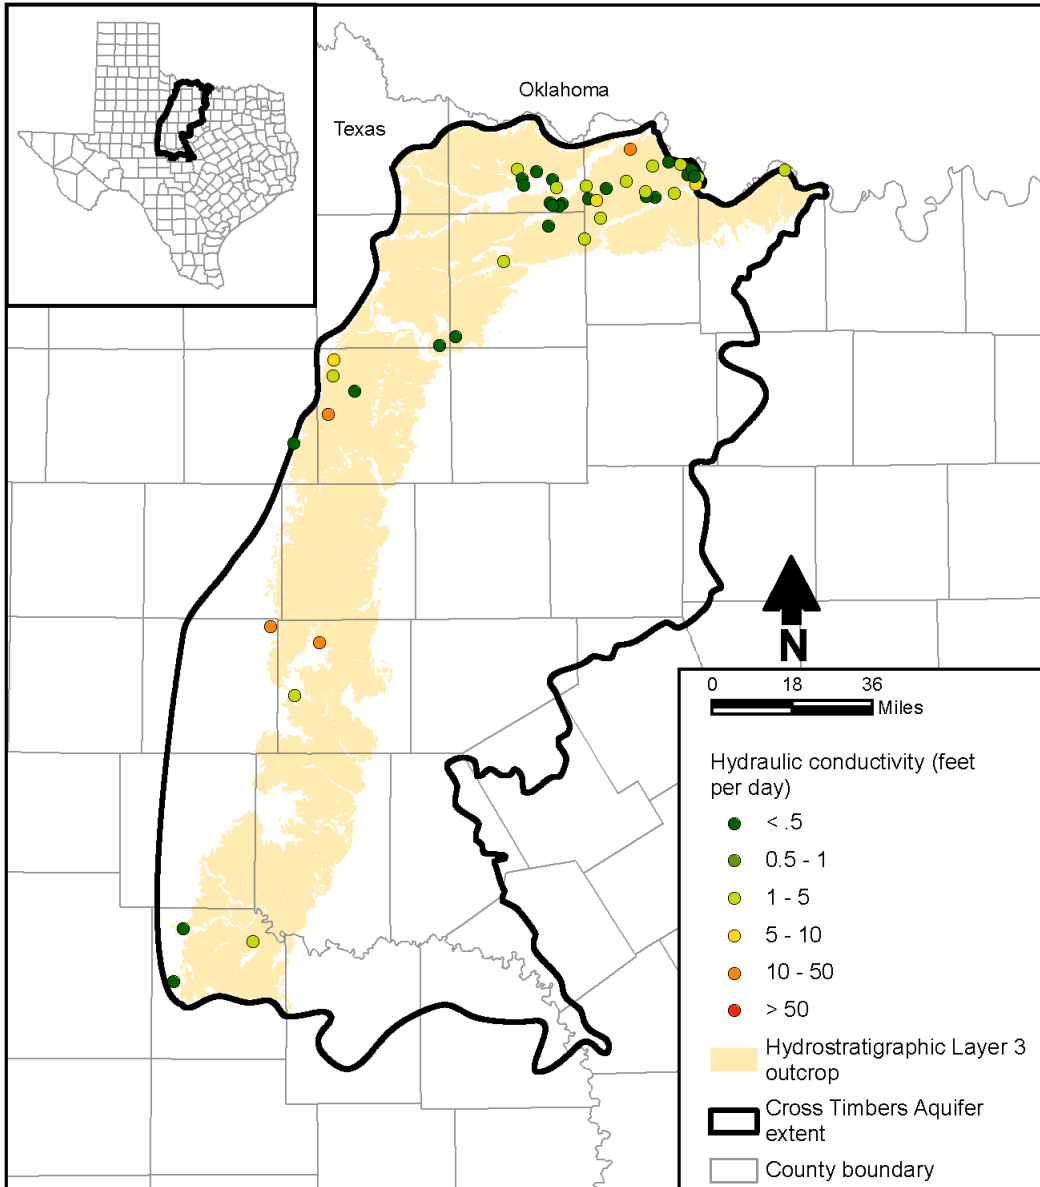 Oklahoma
Texas
N
0 18 36
Miles
Hydraulic conductivity (feet
per day)
< .5
0.5 - 1
1 - 5
5 - 10
10 - 50
> 50
Hydrostratigraphic Layer 3
outcrop
Cross Timbers Aquifer
extent
County boundary